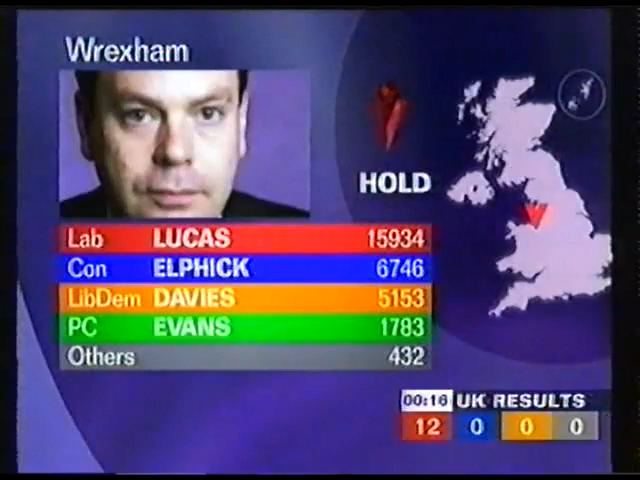 Wrexham
HOLD
Lab LUCAS 15934
Con ELPHICK 6746
LibDem DAVIES 5153
PC EVANS 1783
Others 432
00:16 UK RESULTS
12 0 0 0